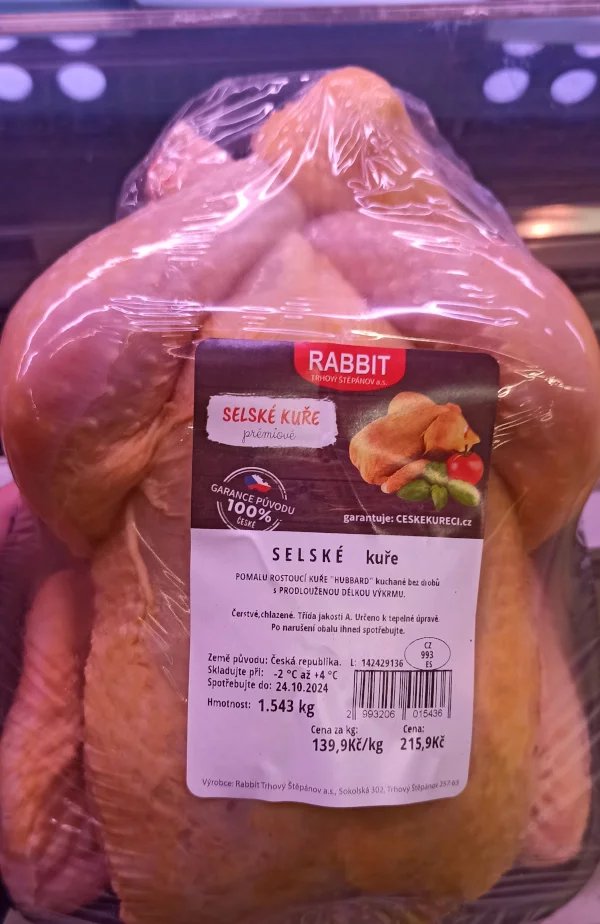 RABBIT
TRHOVÝ ŠTĚPÁNOV a.s.
SELSKÉ KUŘE
prémiové
GARANCE PŮVODU
100%
ČESKÉ
garantuje: CESKEKURECI.cz
SELSKÉ kuře
POMALU ROSTOUCÍ KUŘE "HUBBARD" kuchané bez drobů
s PRODLOUŽENOU DÉLKOU VÝKRMU.
Čerstvé,chlazené. Třída jakosti A. Určeno k tepelné úpravě.
Po narušení obalu ihned spotřebujte.
Země původu: Česká republika. L: 142429136
CZ
993
ES
Skladujte při: -2 °C až +4 °C
Spotřebujte do: 24.10.2024
Hmotnost: 1.543 kg
2 993206 015436
Cena za kg: Cena:
139,9Kč/kg 215,9Kč
Výrobce: Rabbit Trhový Štěpánov a.s., Sokolská 302, Trhový Štěpánov 257 63